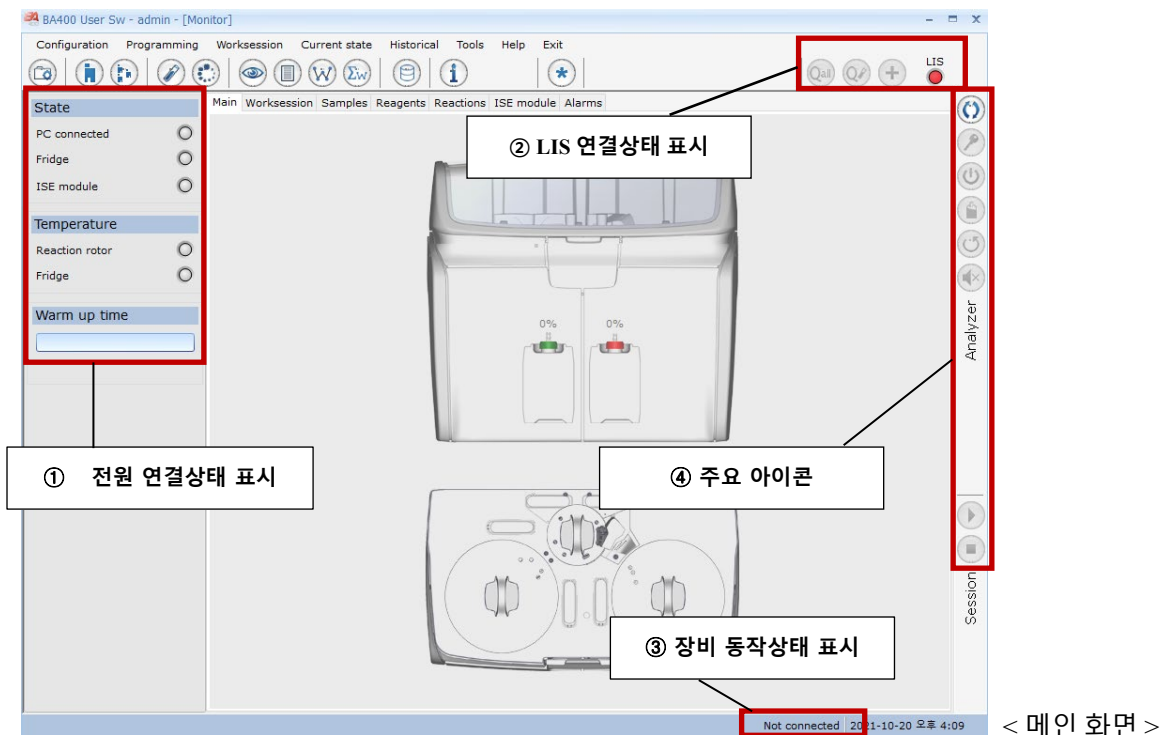 BA400 User Sw - admin - [Monitor]
Configuration Programming Worksession Current state Historical Tools Help Exit
Qall Q + LIS
W Σw i *
Main Worksession Samples Reagents Reactions ISE module Alarms
State
PC connected
Fridge
ISE module
Temperature
Reaction rotor
Fridge
Warm up time
② LIS 연결상태 표시
0% 0%
Analyzer
① 전원 연결상태 표시
④ 주요 아이콘
Session
③ 장비 동작상태 표시
Not connected 2021-10-20 오후 4:09
< 메인 화면 >